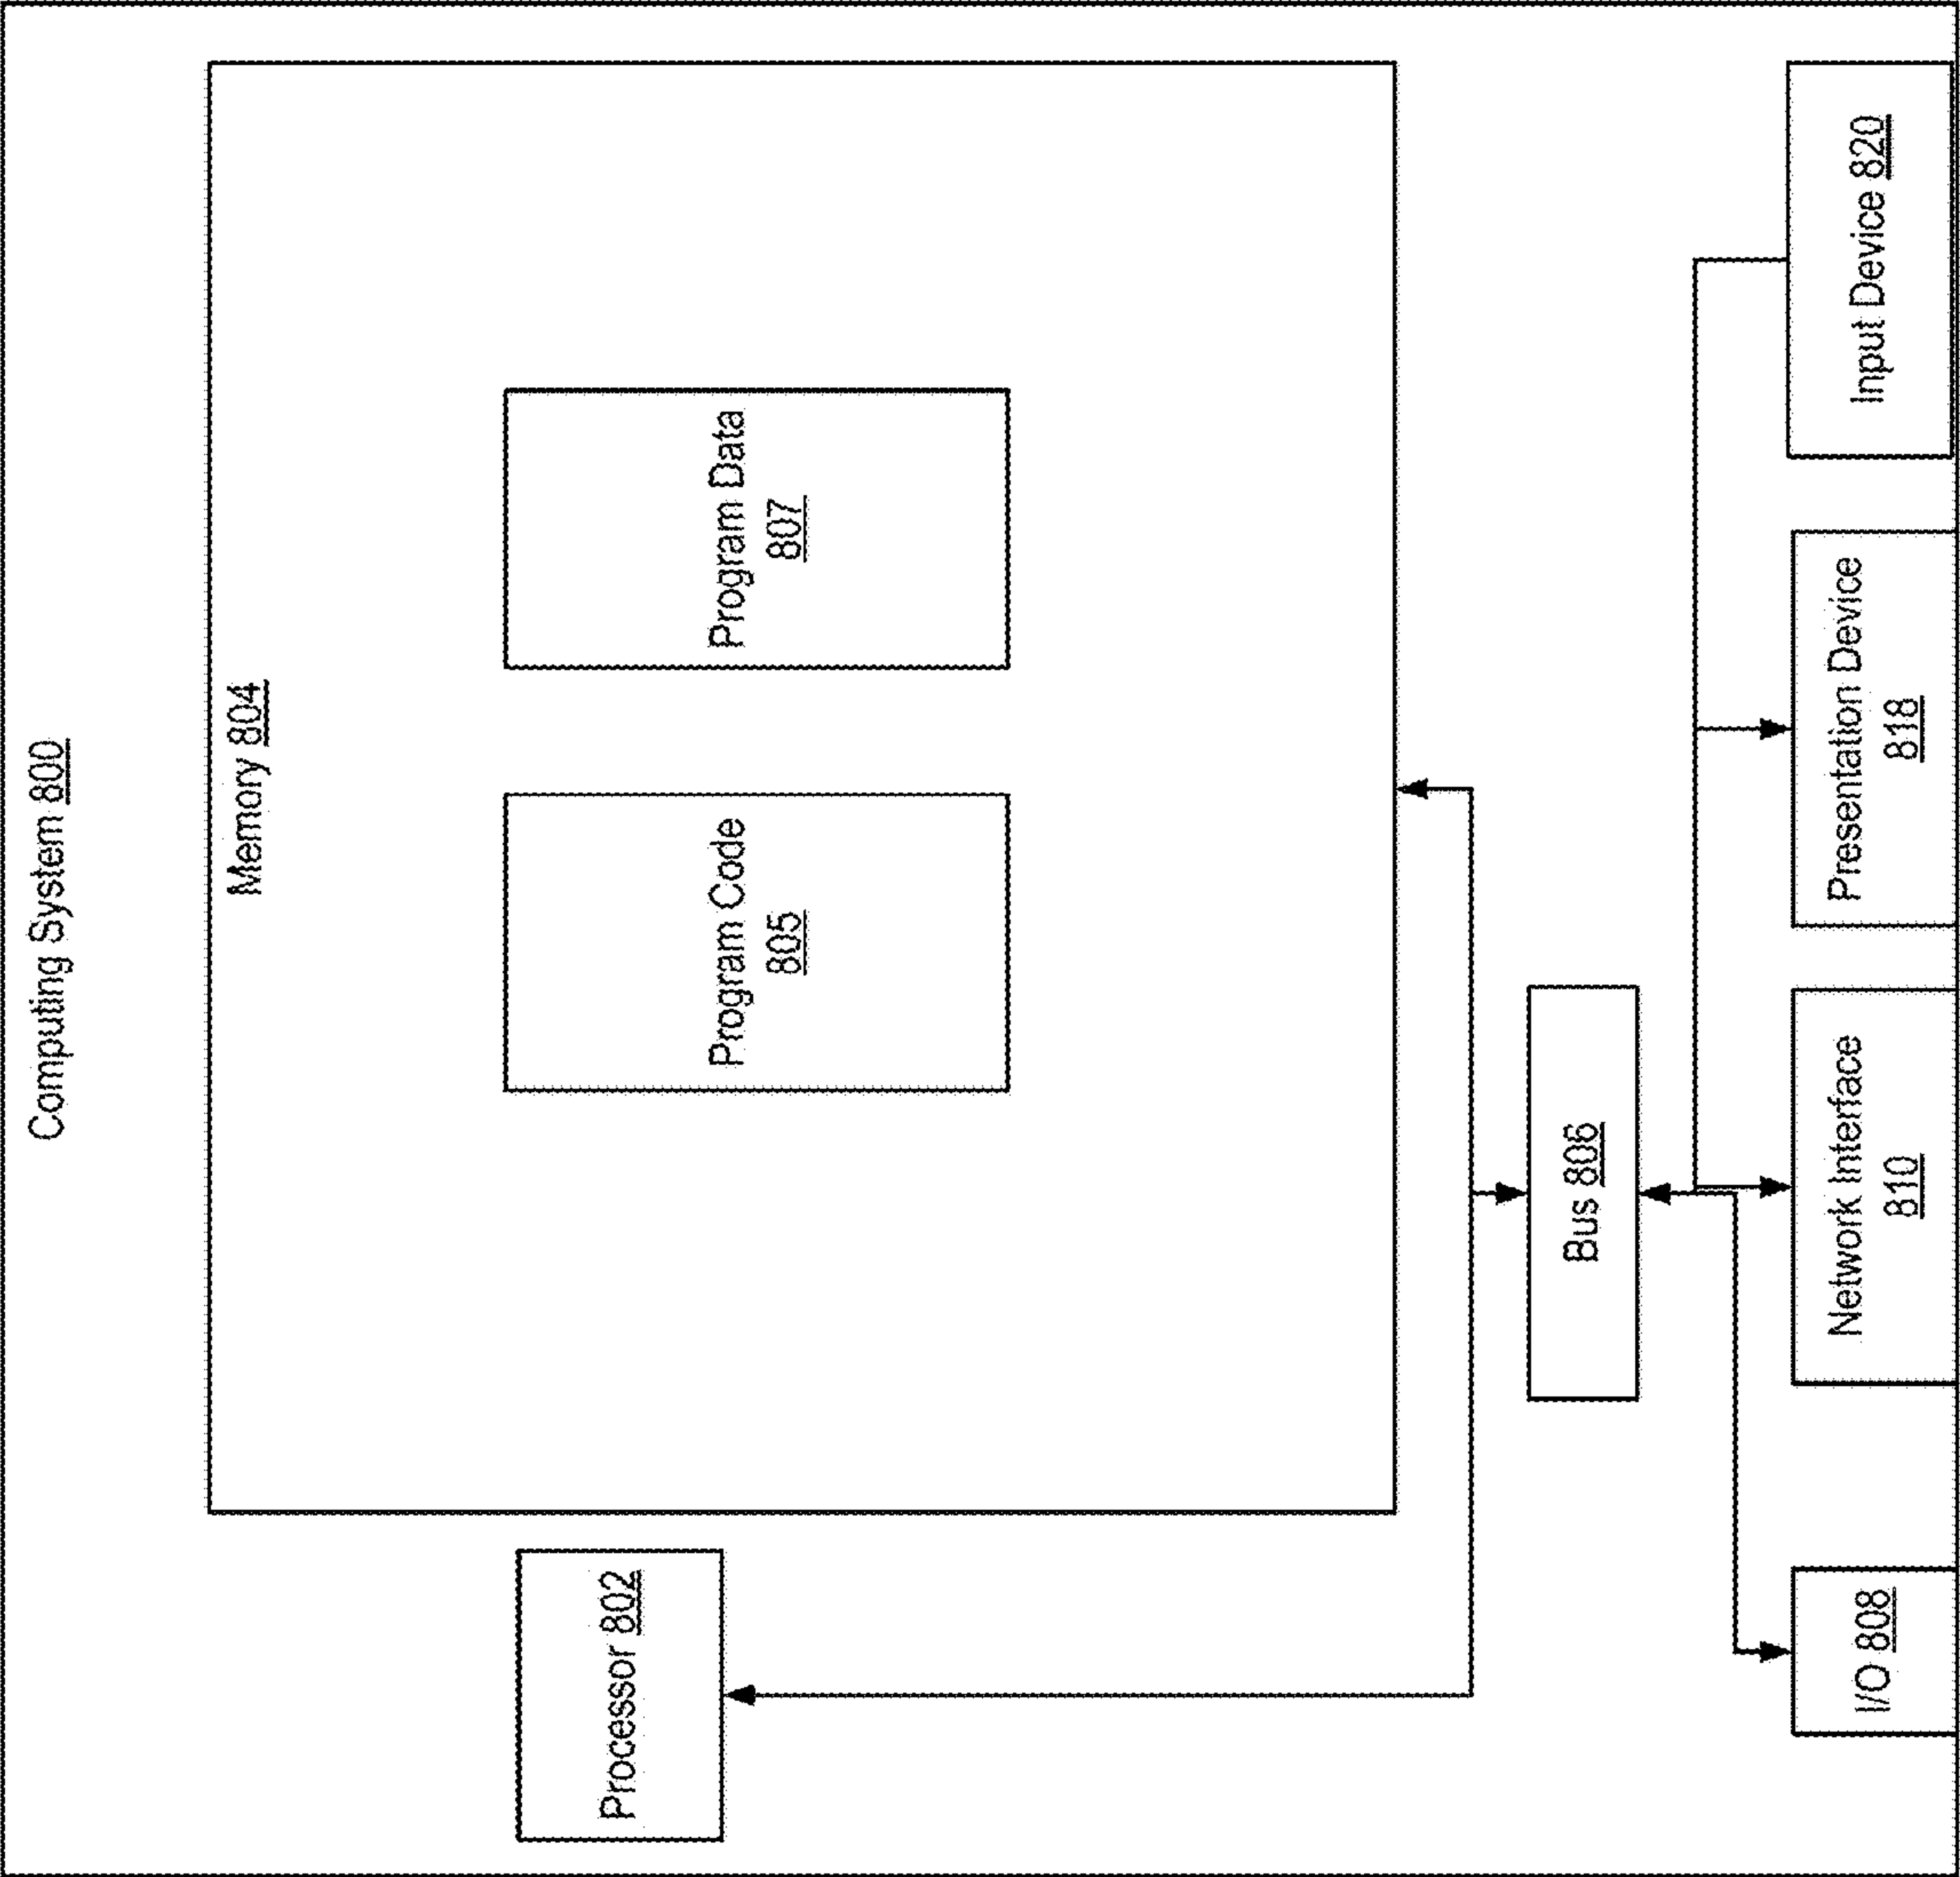 Computing System 800
Memory 804
Processor 802
Program Code
805
Program Data
807
Bus 806
I/O 808
Network Interface
810
Presentation Device
818
Input Device 820